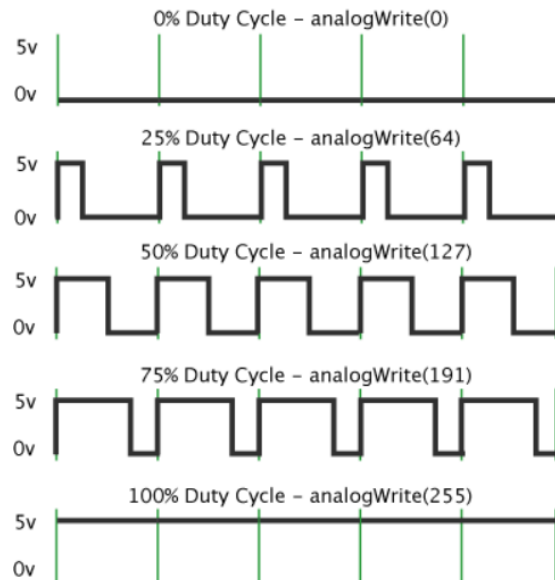 0% Duty Cycle – analogWrite(0)
5v
0v
25% Duty Cycle – analogWrite(64)
5v
0v
50% Duty Cycle – analogWrite(127)
5v
0v
75% Duty Cycle – analogWrite(191)
5v
0v
100% Duty Cycle – analogWrite(255)
5v
0v